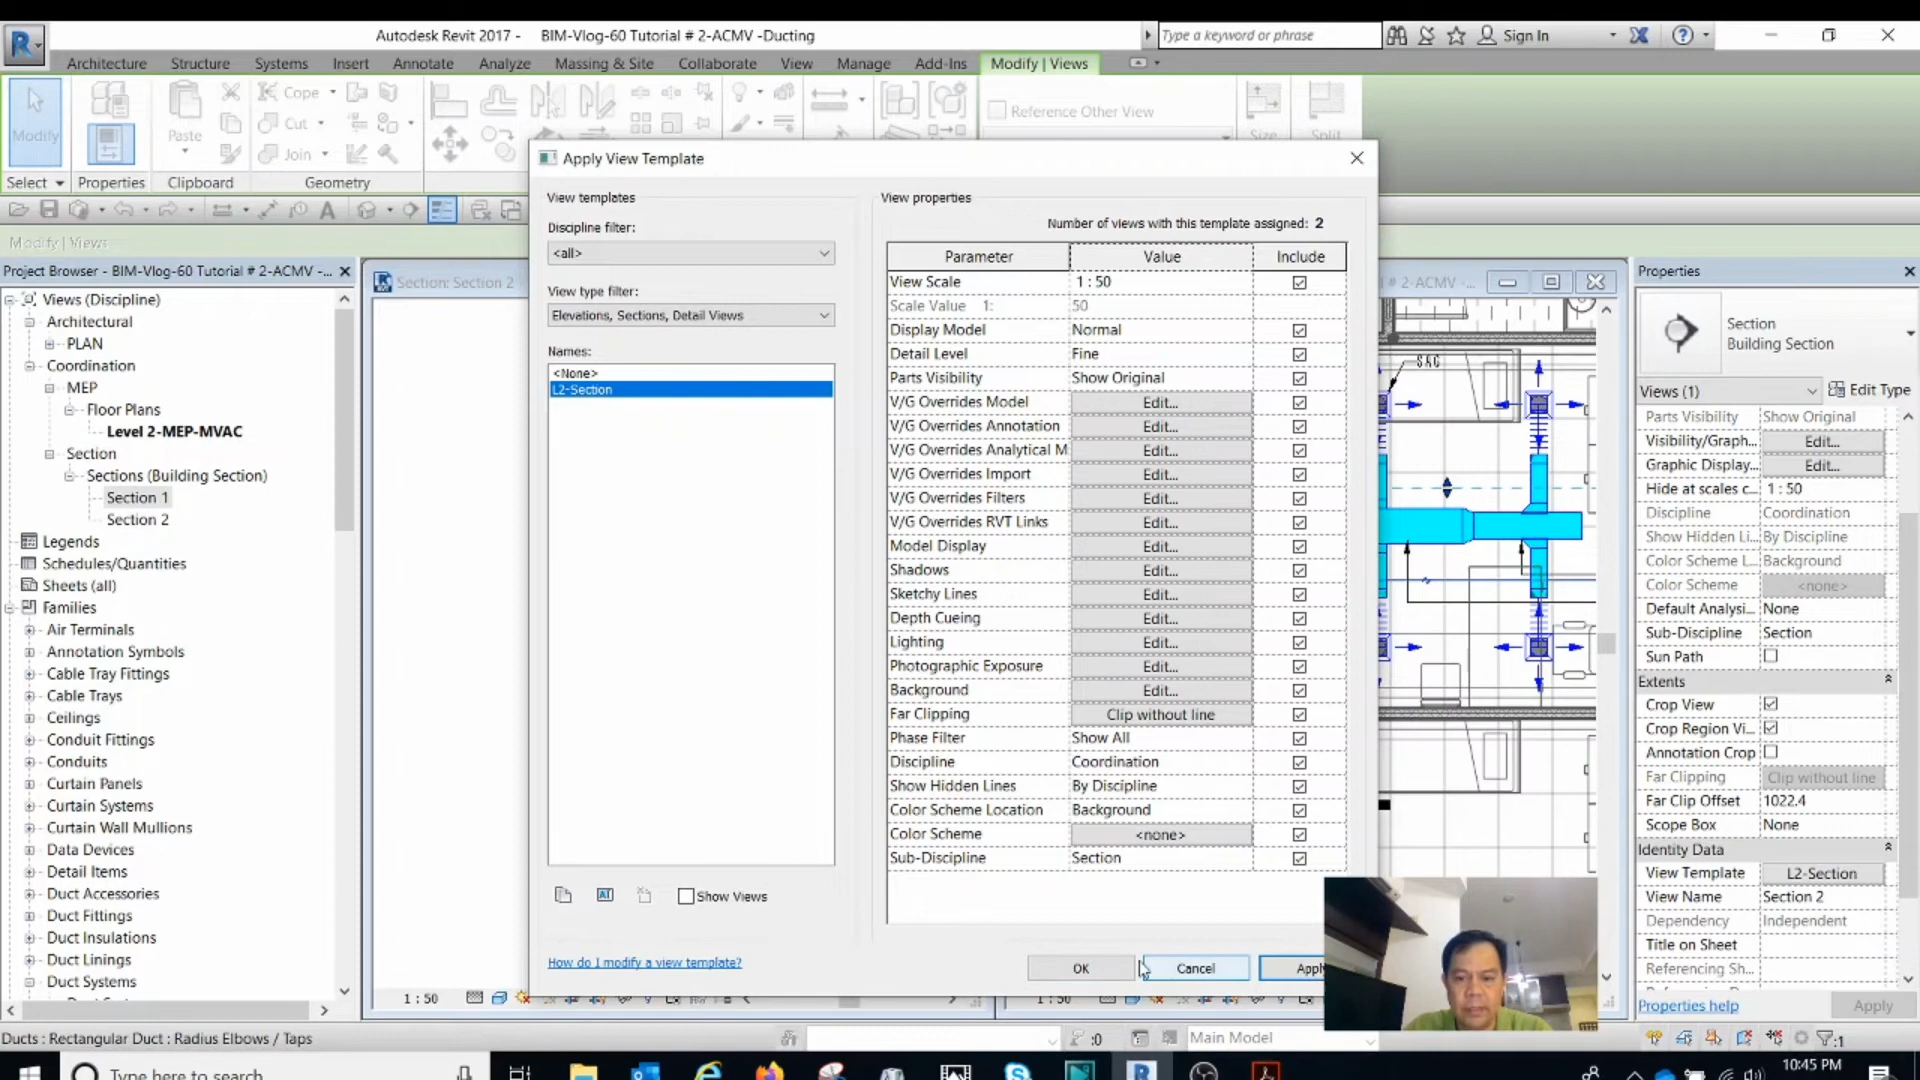 Autodesk Revit 2017 - BIM-Vlog-60 Tutorial # 2-ACMV -Ducting
Type a keyword or phrase
Sign In
Architecture Structure Systems Insert Annotate Analyze Massing & Site Collaborate View Manage Add-Ins Modify | Views
Modify
Paste
Cope
Cut
Join
Reference Other View
Size
Split
Select Properties Clipboard Geometry
Modify | Views
Project Browser - BIM-Vlog-60 Tutorial # 2-ACMV -...
Views (Discipline)
Architectural
PLAN
Coordination
MEP
Floor Plans
Level 2-MEP-MVAC
Section
Sections (Building Section)
Section 1
Section 2
Legends
Schedules/Quantities
Sheets (all)
Families
Air Terminals
Annotation Symbols
Cable Tray Fittings
Cable Trays
Ceilings
Conduit Fittings
Conduits
Curtain Panels
Curtain Systems
Curtain Wall Mullions
Data Devices
Detail Items
Duct Accessories
Duct Fittings
Duct Insulations
Duct Linings
Duct Systems
Section: Section 2
Apply View Template
View templates
Discipline filter:
<all>
View type filter:
Elevations, Sections, Detail Views
Names:
<None>
L2-Section
Show Views
How do I modify a view template?
View properties
Number of views with this template assigned: 2
Parameter Value Include
View Scale 1 : 50
Scale Value 1: 50
Display Model Normal
Detail Level Fine
Parts Visibility Show Original
V/G Overrides Model Edit...
V/G Overrides Annotation Edit...
V/G Overrides Analytical M Edit...
V/G Overrides Import Edit...
V/G Overrides Filters Edit...
V/G Overrides RVT Links Edit...
Model Display Edit...
Shadows Edit...
Sketchy Lines Edit...
Depth Cueing Edit...
Lighting Edit...
Photographic Exposure Edit...
Background Edit...
Far Clipping Clip without line
Phase Filter Show All
Discipline Coordination
Show Hidden Lines By Discipline
Color Scheme Location Background
Color Scheme <none>
Sub-Discipline Section
OK Cancel Apply
# 2-ACMV -...
SAG
Properties
Section
Building Section
Views (1) Edit Type
Parts Visibility Show Original
Visibility/Graph... Edit...
Graphic Display... Edit...
Hide at scales c... 1 : 50
Discipline Coordination
Show Hidden Li... By Discipline
Color Scheme L... Background
Color Scheme <none>
Default Analysi... None
Sub-Discipline Section
Sun Path
Extents
Crop View
Crop Region Vi...
Annotation Crop
Far Clipping Clip without line
Far Clip Offset 1022.4
Scope Box None
Identity Data
View Template L2-Section
View Name Section 2
Dependency Independent
Title on Sheet
Referencing Sh...
Properties help Apply
1 : 50
1 : 50
Ducts : Rectangular Duct : Radius Elbows / Taps
:0
Main Model
:1
Type here to search
10:45 PM